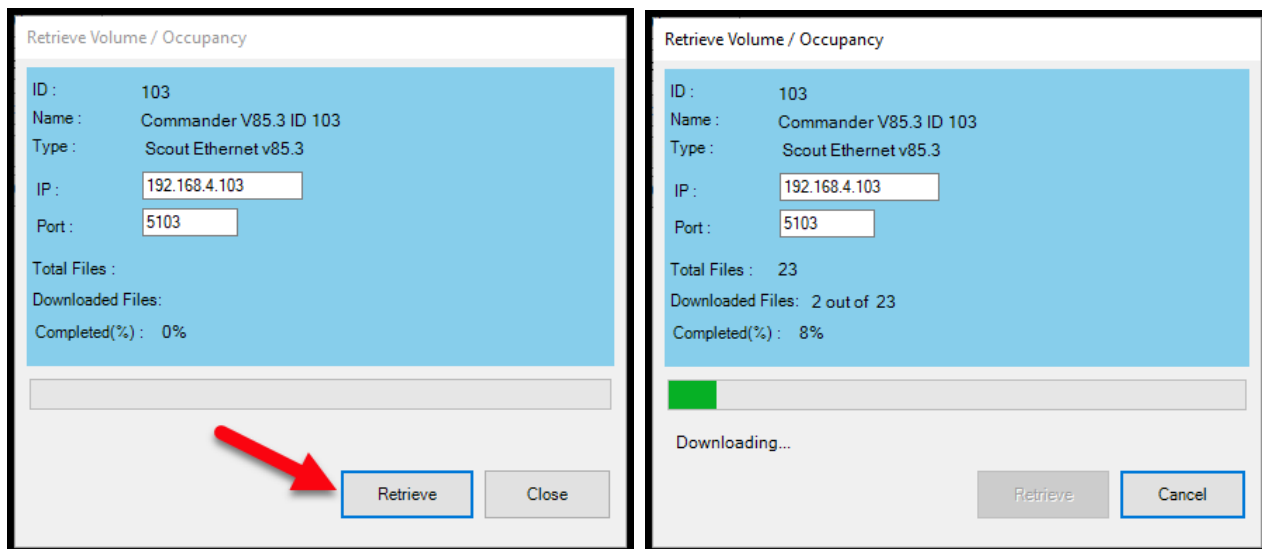 Retrieve Volume / Occupancy
ID : 103
Name : Commander V85.3 ID 103
Type : Scout Ethernet v85.3
IP : 192.168.4.103
Port : 5103
Total Files :
Downloaded Files:
Completed(%) : 0%
Retrieve Close
Retrieve Volume / Occupancy
ID : 103
Name : Commander V85.3 ID 103
Type : Scout Ethernet v85.3
IP : 192.168.4.103
Port : 5103
Total Files : 23
Downloaded Files: 2 out of 23
Completed(%) : 8%
Downloading...
Retrieve Cancel